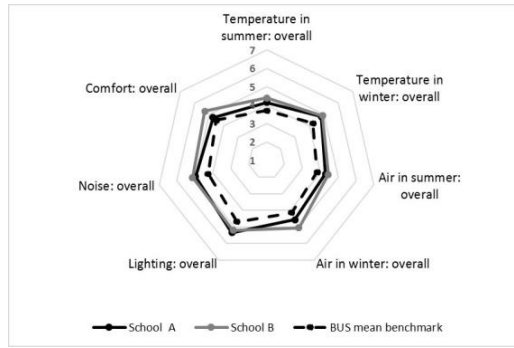 Temperature in
summer: overall
7
6
5
4
3
2
1
Temperature in
winter: overall
Air in summer:
overall
Air in winter: overall
Lighting: overall
Noise: overall
Comfort: overall
School A
School B
BUS mean benchmark